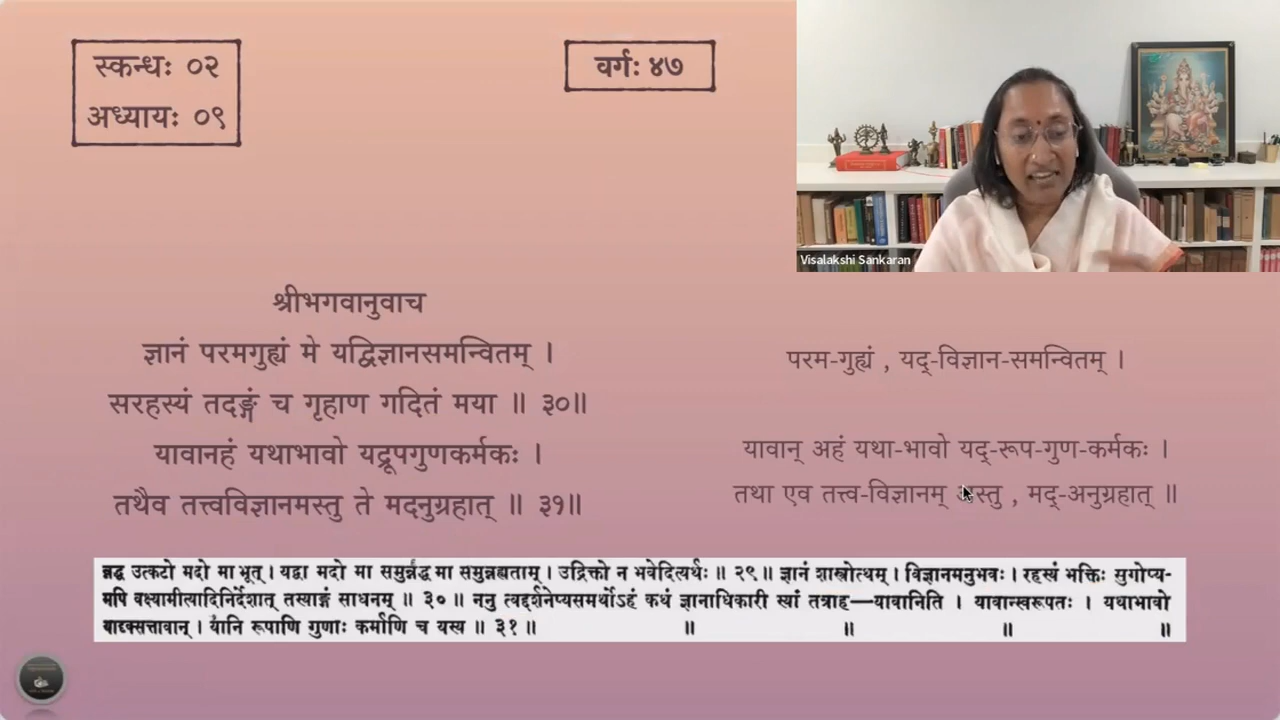 स्कन्धः ०२
अध्यायः ०९
वर्गः ४७
Visalakshi Sankaran
श्रीभगवानुवाच
ज्ञानं परमगुह्यं मे यद्विज्ञानसमन्वितम् ।
सरहस्यं तदङ्गं च गृहाण गदितं मया ॥ ३०॥
यावानहं यथाभावो यद्रूपगुणकर्मकः ।
तथैव तत्त्वविज्ञानमस्तु ते मदनुग्रहात् ॥ ३१॥
परम-गुह्यं , यद्-विज्ञान-समन्वितम् ।
यावान् अहं यथा-भावो यद्-रूप-गुण-कर्मकः ।
तथा एव तत्त्व-विज्ञानम् अस्तु , मद्-अनुग्रहात् ॥
न्नद्ध उत्कटो मदो मा भूत् । यद्वा मदो मा समुर्न्नद्ध मा समुन्नह्यताम् । उद्रिक्तो न भवेदित्यर्थः ॥ २९ ॥ ज्ञानं शास्त्रोत्थम् । विज्ञानमनुभवः । रहस्यं भक्तिः सुगोप्य-
मपि वक्ष्यामीत्यादिनिर्देशात् तस्याङ्गं साधनम् ॥ ३० ॥ ननु त्वद्दर्शनेप्यसमर्थोऽहं कथं ज्ञानाधिकारी स्यां तत्राह—यावानिति । यावान्स्वरूपतः । यथाभावो
यादृक्सत्तावान् । यानि रूपाणि गुणाः कर्माणि च यस्य ॥ ३१ ॥ ॥ ॥ ॥ ॥